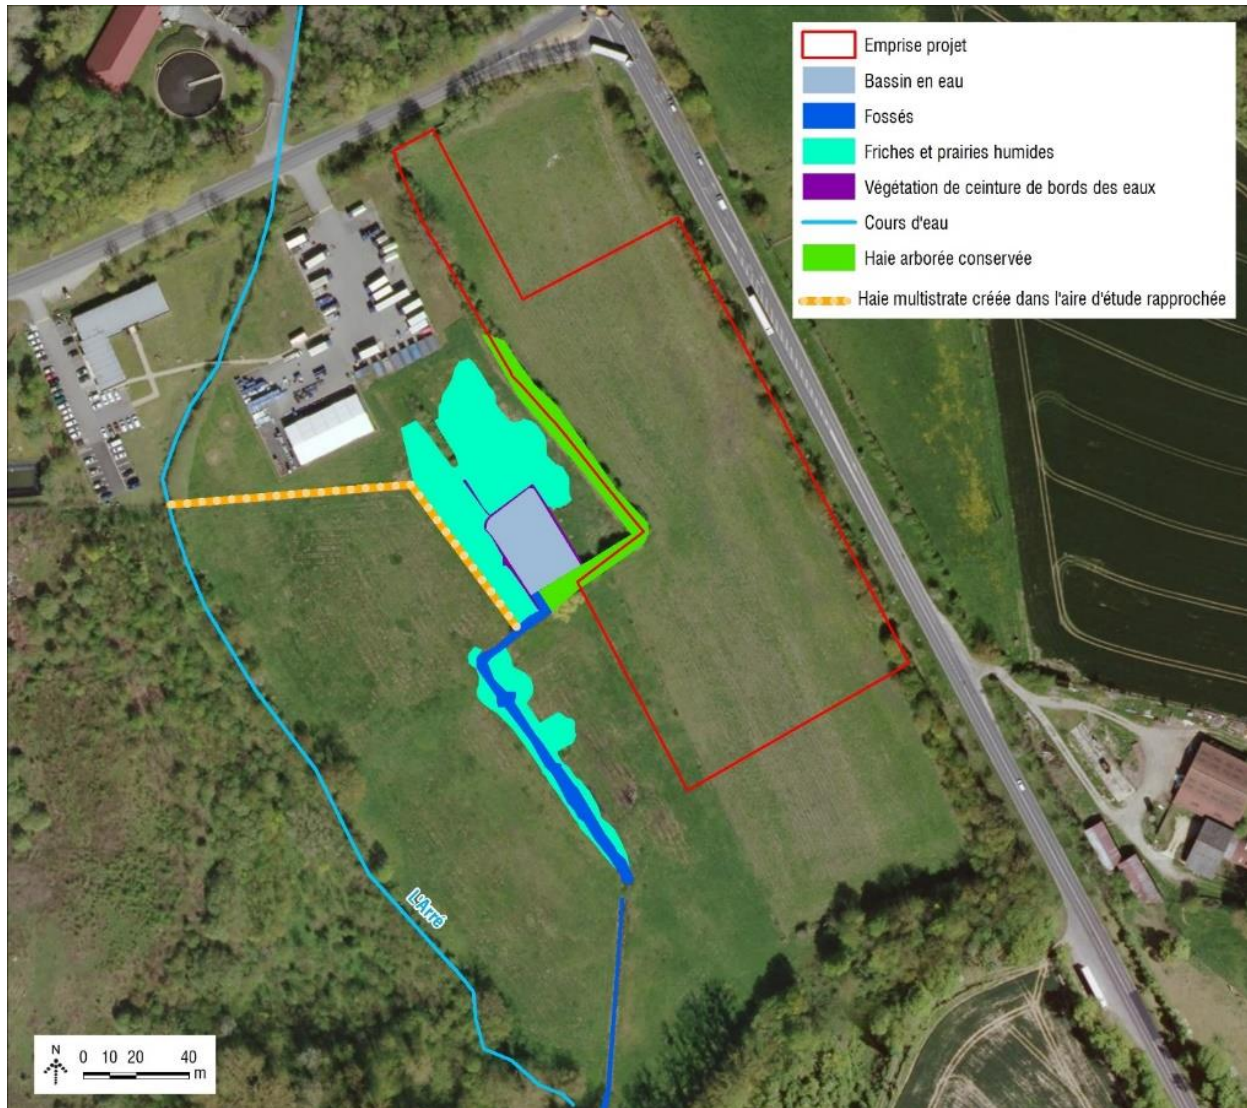 Emprise projet
Bassin en eau
Fossés
Friches et prairies humides
Végétation de ceinture de bords des eaux
Cours d'eau
Haie arborée conservée
Haie multistrate créée dans l'aire d'étude rapprochée
L'Arré
N
0 10 20 40
m